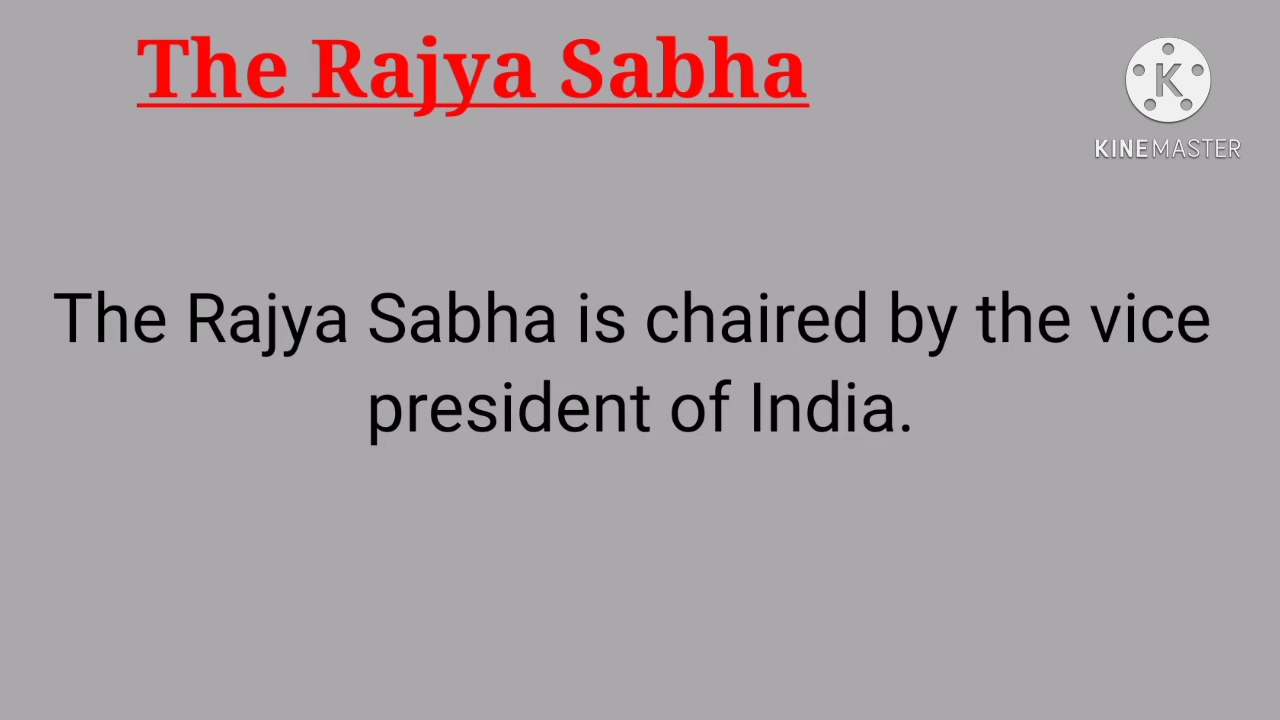 The Rajya Sabha
K
KINEMASTER
The Rajya Sabha is chaired by the vice
president of India.